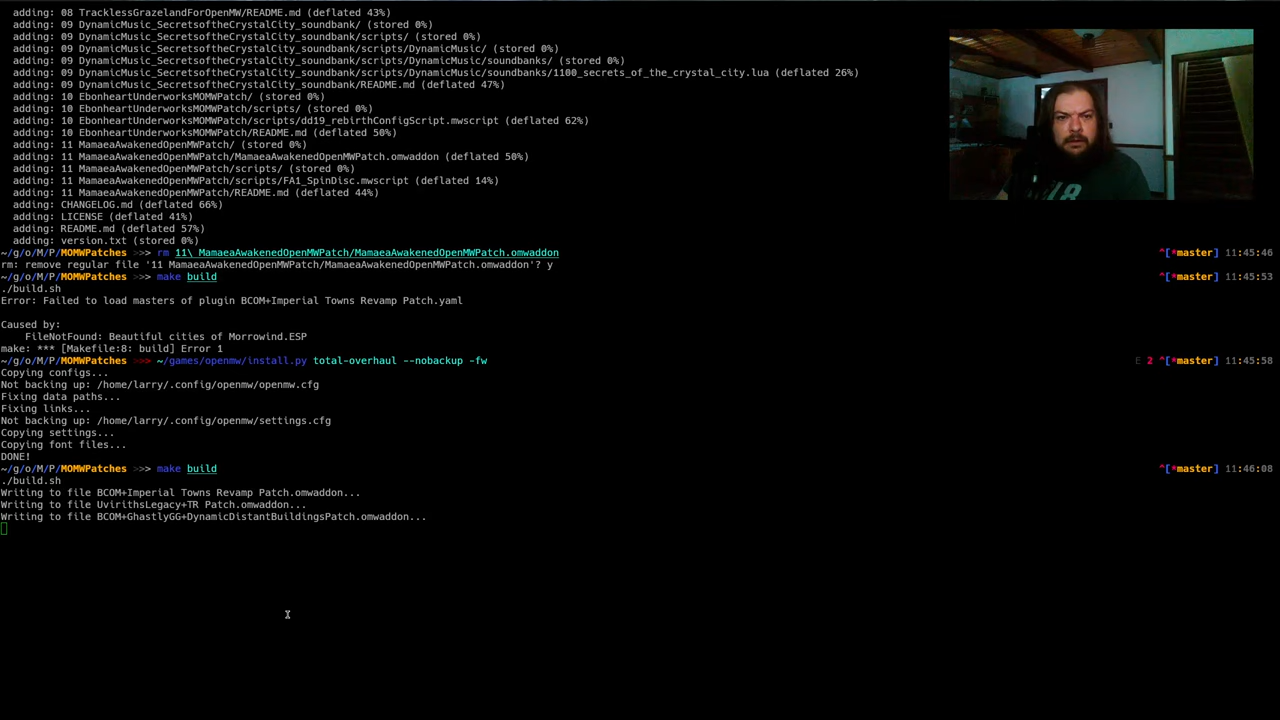 adding: 08 TracklessGrazelandForOpenMW/README.md (deflated 43%)
adding: 09 DynamicMusic_SecretsoftheCrystalCity_soundbank/ (stored 0%)
adding: 09 DynamicMusic_SecretsoftheCrystalCity_soundbank/scripts/ (stored 0%)
adding: 09 DynamicMusic_SecretsoftheCrystalCity_soundbank/scripts/DynamicMusic/ (stored 0%)
adding: 09 DynamicMusic_SecretsoftheCrystalCity_soundbank/scripts/DynamicMusic/soundbanks/ (stored 0%)
adding: 09 DynamicMusic_SecretsoftheCrystalCity_soundbank/scripts/DynamicMusic/soundbanks/1100_secrets_of_the_crystal_city.lua (deflated 26%)
adding: 09 DynamicMusic_SecretsoftheCrystalCity_soundbank/README.md (deflated 47%)
adding: 10 EbonheartUnderworksMOMWPatch/ (stored 0%)
adding: 10 EbonheartUnderworksMOMWPatch/scripts/ (stored 0%)
adding: 10 EbonheartUnderworksMOMWPatch/scripts/dd19_rebirthConfigScript.mwscript (deflated 62%)
adding: 10 EbonheartUnderworksMOMWPatch/README.md (deflated 50%)
adding: 11 MamaeaAwakenedOpenMWPatch/ (stored 0%)
adding: 11 MamaeaAwakenedOpenMWPatch/MamaeaAwakenedOpenMWPatch.omwaddon (deflated 50%)
adding: 11 MamaeaAwakenedOpenMWPatch/scripts/ (stored 0%)
adding: 11 MamaeaAwakenedOpenMWPatch/scripts/FA1_SpinDisc.mwscript (deflated 14%)
adding: 11 MamaeaAwakenedOpenMWPatch/README.md (deflated 44%)
adding: CHANGELOG.md (deflated 66%)
adding: LICENSE (deflated 41%)
adding: README.md (deflated 57%)
adding: version.txt (stored 0%)
~/g/o/M/P/MOMWPatches >>> rm 11\ MamaeaAwakenedOpenMWPatch/MamaeaAwakenedOpenMWPatch.omwaddon ^[*master] 11:45:46
rm: remove regular file '11 MamaeaAwakenedOpenMWPatch/MamaeaAwakenedOpenMWPatch.omwaddon'? y
~/g/o/M/P/MOMWPatches >>> make build ^[*master] 11:45:53
./build.sh
Error: Failed to load masters of plugin BCOM+Imperial Towns Revamp Patch.yaml
Caused by:
FileNotFound: Beautiful cities of Morrowind.ESP
make: *** [Makefile:8: build] Error 1
~/g/o/M/P/MOMWPatches >>> ~/games/openmw/install.py total-overhaul --nobackup -fw E 2 ^[*master] 11:45:58
Copying configs...
Not backing up: /home/larry/.config/openmw/openmw.cfg
Fixing data paths...
Fixing links...
Not backing up: /home/larry/.config/openmw/settings.cfg
Copying settings...
Copying font files...
DONE!
~/g/o/M/P/MOMWPatches >>> make build ^[*master] 11:46:08
./build.sh
Writing to file BCOM+Imperial Towns Revamp Patch.omwaddon...
Writing to file UvirithsLegacy+TR Patch.omwaddon...
Writing to file BCOM+GhastlyGG+DynamicDistantBuildingsPatch.omwaddon...